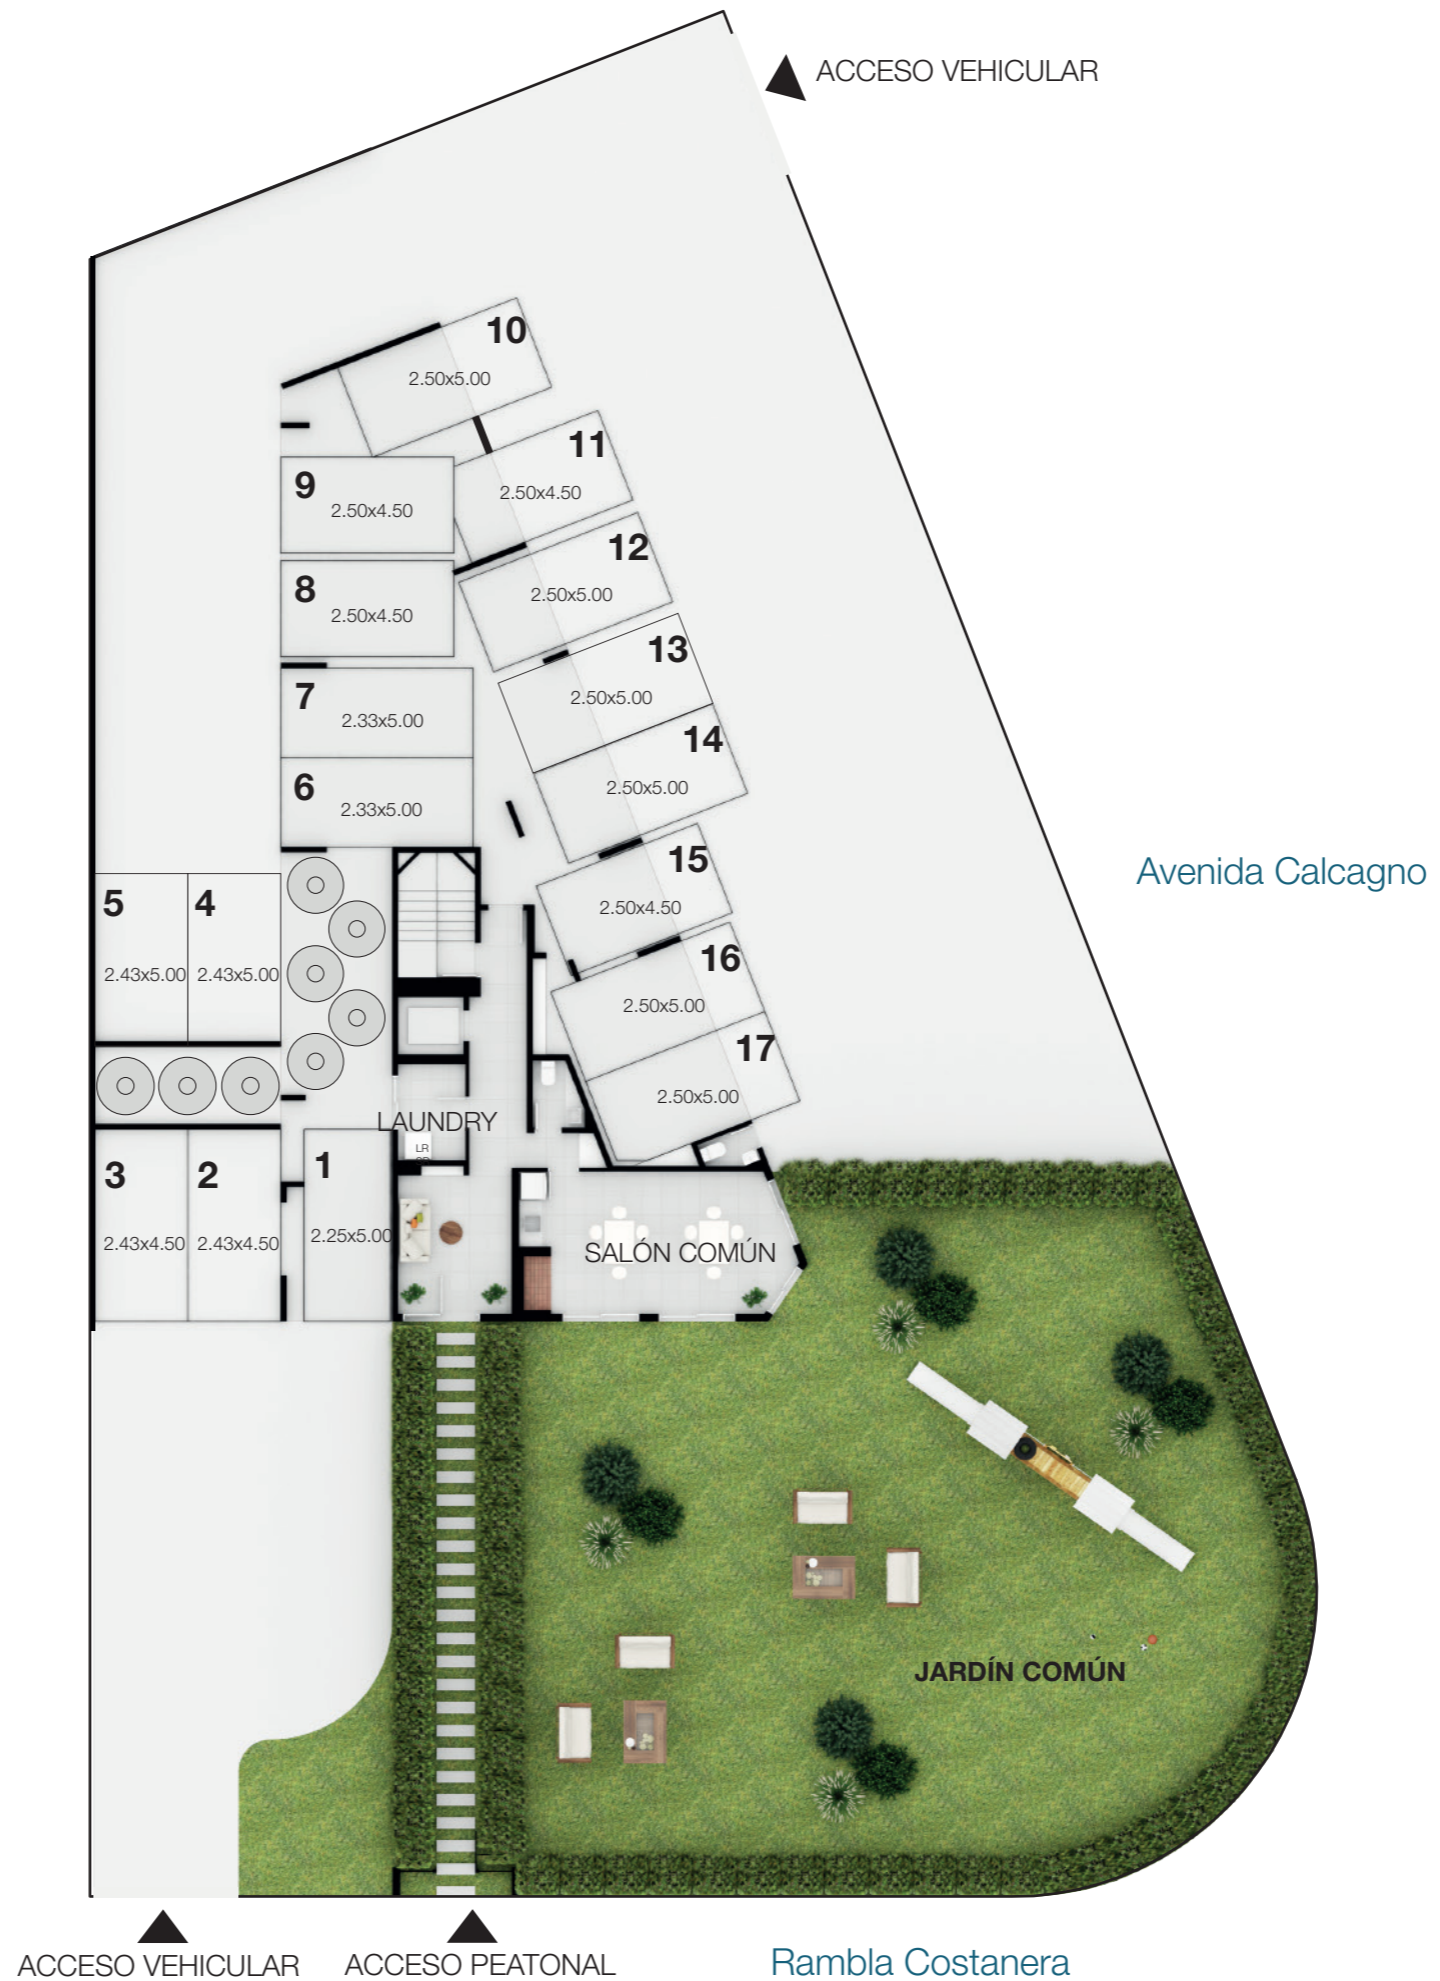 ACCESO VEHICULAR
10
2.50x5.00
11
2.50x4.50
9
2.50x4.50
12
2.50x5.00
8
2.50x4.50
13
2.50x5.00
7
2.33x5.00
14
2.50x5.00
6
2.33x5.00
15
2.50x4.50
Avenida Calcagno
5
2.43x5.00
4
2.43x5.00
16
2.50x5.00
17
2.50x5.00
LAUNDRY
LR
3
2.43x4.50
2
2.43x4.50
1
2.25x5.00
SALÓN COMÚN
JARDÍN COMÚN
ACCESO VEHICULAR
ACCESO PEATONAL
Rambla Costanera